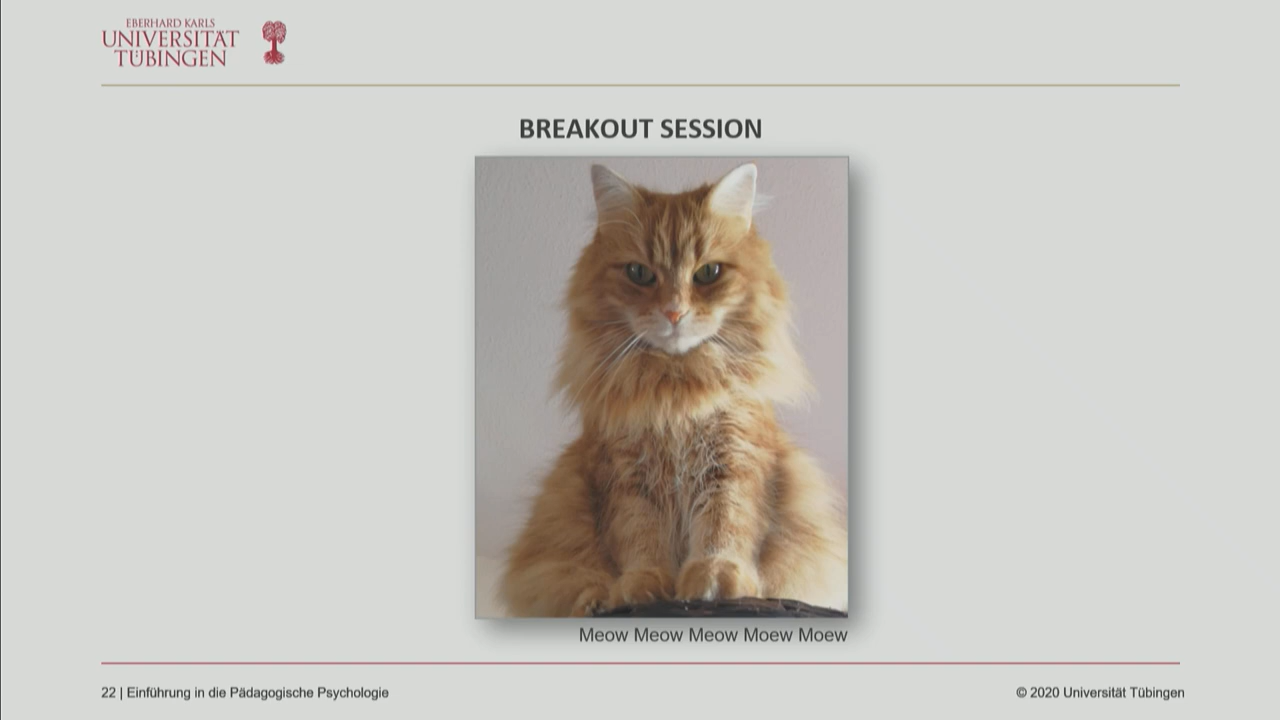 EBERHARD KARLS
UNIVERSITÄT
TÜBINGEN
BREAKOUT SESSION
Meow Meow Meow Moew Moew
22 | Einführung in die Pädagogische Psychologie
© 2020 Universität Tübingen